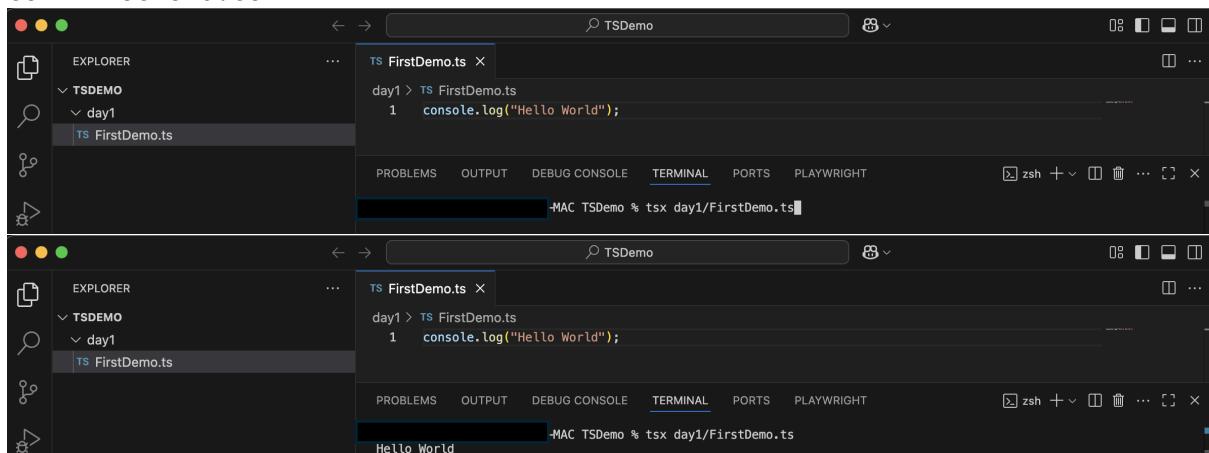 TSDemo
EXPLORER
TS FirstDemo.ts
TSDEMO
day1 > TS FirstDemo.ts
day1
1 console.log("Hello World");
TS FirstDemo.ts
PROBLEMS OUTPUT DEBUG CONSOLE TERMINAL PORTS PLAYWRIGHT zsh
-MAC TSDemo % tsx day1/FirstDemo.ts
TSDemo
EXPLORER
TS FirstDemo.ts
TSDEMO
day1 > TS FirstDemo.ts
day1
1 console.log("Hello World");
TS FirstDemo.ts
PROBLEMS OUTPUT DEBUG CONSOLE TERMINAL PORTS PLAYWRIGHT zsh
-MAC TSDemo % tsx day1/FirstDemo.ts
Hello World